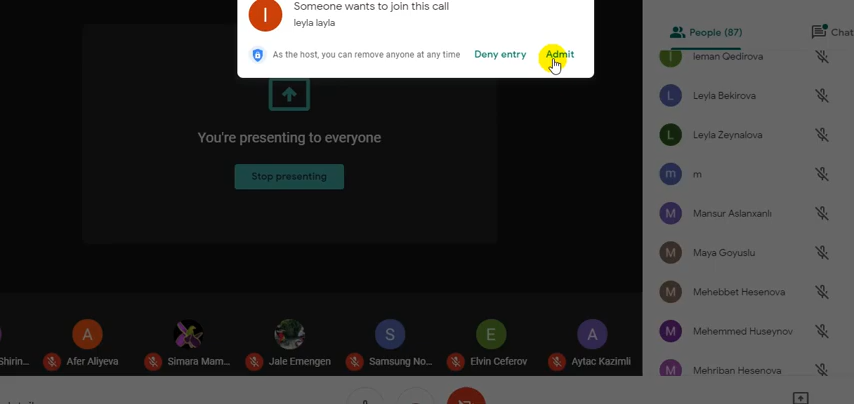 I
Someone wants to join this call
leyla layla
As the host, you can remove anyone at any time
Deny entry
Admit
You're presenting to everyone
Stop presenting
People (87)
Chat
I
Ieman Qedirova
L
Leyla Bekirova
L
Leyla Zeynalova
m
m
M
Mansur Aslanxanlı
M
Maya Goyuslu
M
Mehebbet Hesenova
M
Mehemmed Huseynov
M
Mehriban Hesenova
A
S
E
A
Shirin...
Afer Aliyeva
Simara Mam...
Jale Emengen
Samsung No...
Elvin Ceferov
Aytac Kazimli